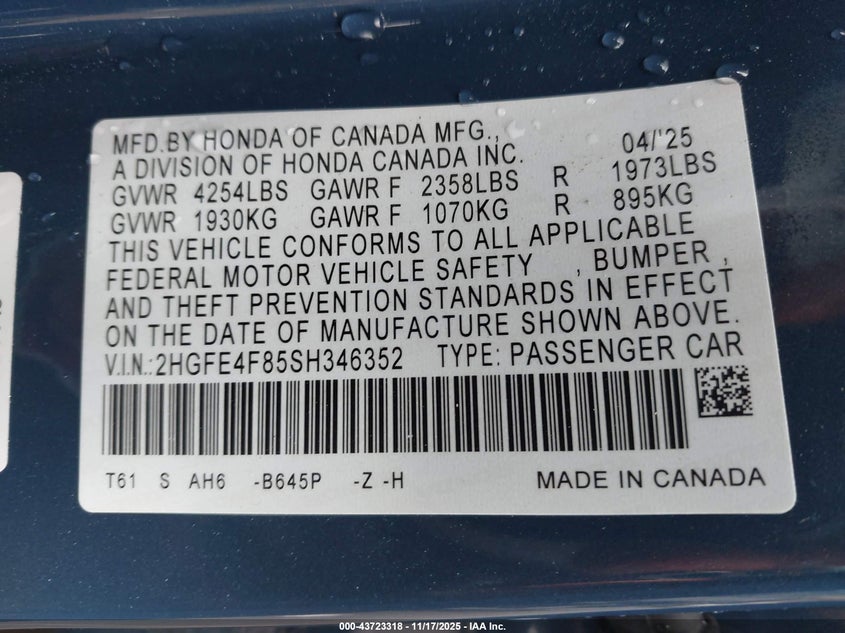 MFD.BY HONDA OF CANADA MFG., 04/'25
A DIVISION OF HONDA CANADA INC.
GVWR 4254LBS GAWR F 2358LBS R 1973LBS
GVWR 1930KG GAWR F 1070KG R 895KG
THIS VEHICLE CONFORMS TO ALL APPLICABLE
FEDERAL MOTOR VEHICLE SAFETY , BUMPER ,
AND THEFT PREVENTION STANDARDS IN EFFECT
ON THE DATE OF MANUFACTURE SHOWN ABOVE.
V.I.N.:2HGFE4F85SH346352 TYPE: PASSENGER CAR
T61 S AH6 -B645P -Z -H MADE IN CANADA
000-43723318 - 11/17/2025 - IAA Inc.